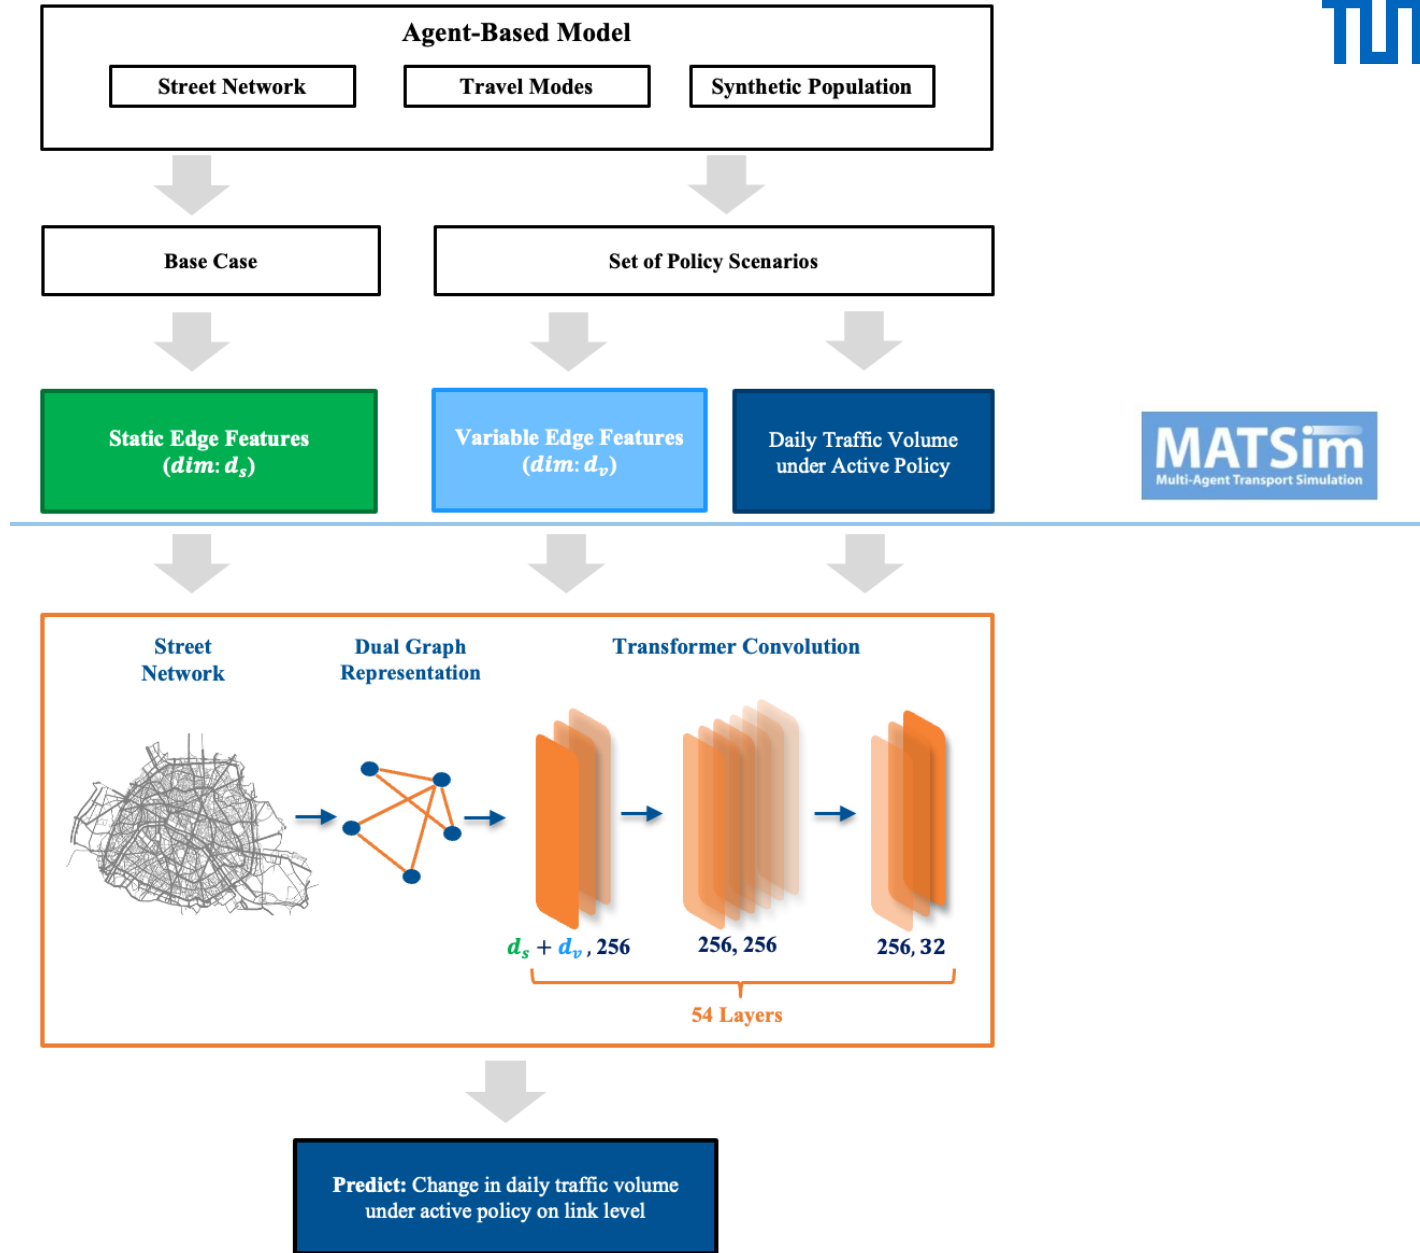 TUM
Agent-Based Model
Street Network
Travel Modes
Synthetic Population
Base Case
Set of Policy Scenarios
Static Edge Features
(dim: dₛ)
Variable Edge Features
(dim: dᵥ)
Daily Traffic Volume
under Active Policy
MATSim
Multi-Agent Transport Simulation
Street
Network
Dual Graph
Representation
Transformer Convolution
dₛ + dᵥ , 256
256, 256
256, 32
54 Layers
Predict: Change in daily traffic volume
under active policy on link level